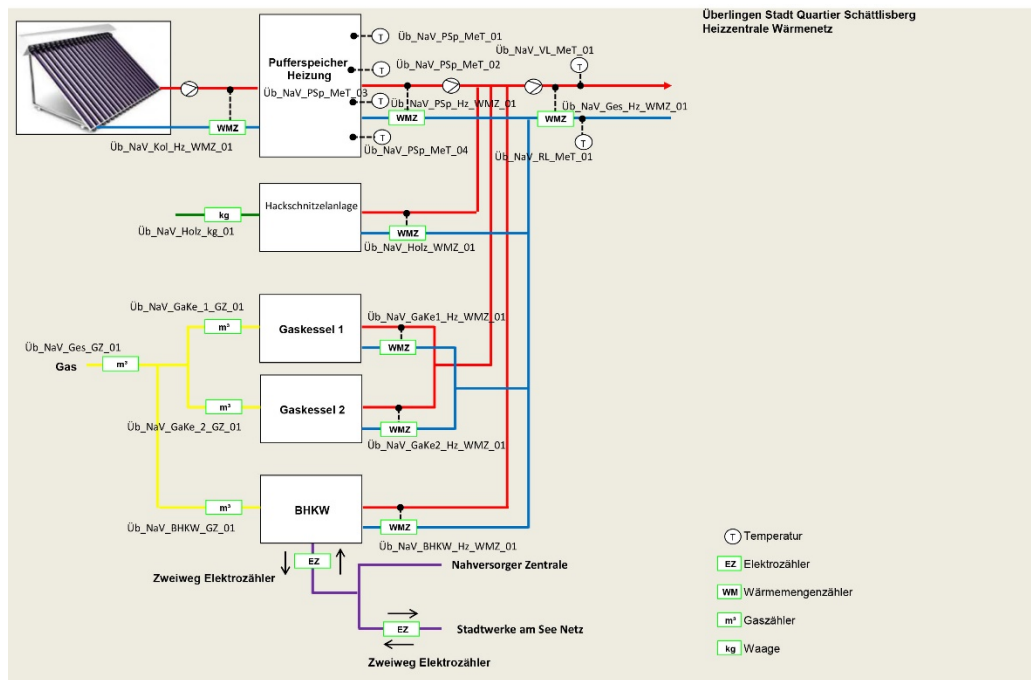 Überlingen Stadt Quartier Schättlisberg
Heizzentrale Wärmenetz
Üb_NaV_PSp_MeT_01
Üb_NaV_VL_MeT_01
T
T
Pufferspeicher
Heizung
Üb_NaV_PSp_MeT_02
T
Üb_NaV_PSp_MeT_03
T
Üb_NaV_PSp_Hz_WMZ_01
Üb_NaV_Ges_Hz_WMZ_01
WMZ
WMZ
WMZ
T
T
Üb_NaV_Kol_Hz_WMZ_01
Üb_NaV_PSp_MeT_04
Üb_NaV_RL_MeT_01
Hackschnitzelanlage
kg
WMZ
Üb_NaV_Holz_kg_01
Üb_NaV_Holz_WMZ_01
Üb_NaV_GaKe_1_GZ_01
Üb_NaV_GaKe1_Hz_WMZ_01
m³
Gaskessel 1
WMZ
Üb_NaV_Ges_GZ_01
Gas
m³
m³
Gaskessel 2
WMZ
Üb_NaV_GaKe_2_GZ_01
Üb_NaV_GaKe2_Hz_WMZ_01
m³
BHKW
WMZ
Üb_NaV_BHKW_GZ_01
Üb_NaV_BHKW_Hz_WMZ_01
EZ
Zweiweg Elektrozähler
Nahversorger Zentrale
EZ
Stadtwerke am See Netz
Zweiweg Elektrozähler
T Temperatur
EZ Elektrozähler
WM Wärmemengenzähler
m³ Gaszähler
kg Waage